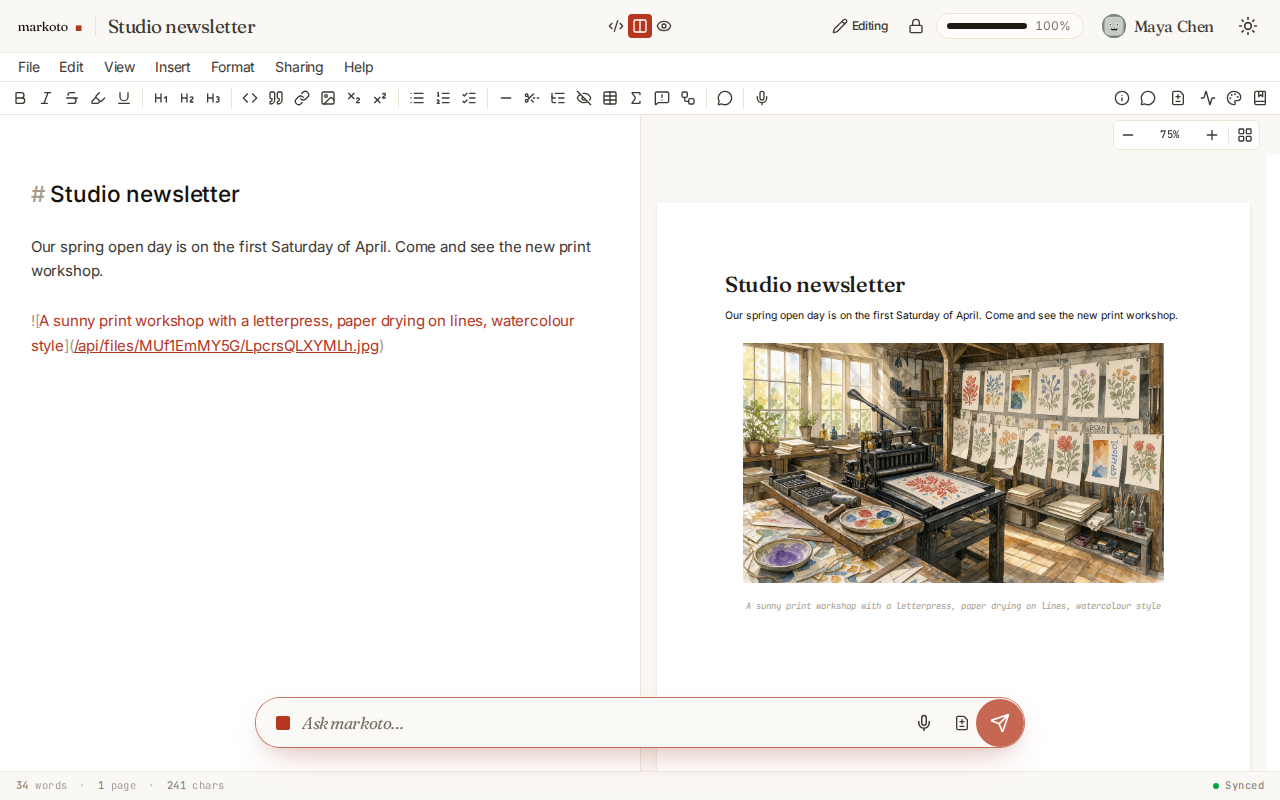 markoto
Studio newsletter
Editing
100%
Maya Chen
File Edit View Insert Format Sharing Help
H1 H2 H3
X2 x2
75%
# Studio newsletter
Our spring open day is on the first Saturday of April. Come and see the new print
workshop.
![A sunny print workshop with a letterpress, paper drying on lines, watercolour
style](/api/files/MUf1EmMY5G/LpcrsQLXYMLh.jpg)
Studio newsletter
Our spring open day is on the first Saturday of April. Come and see the new print workshop.
A sunny print workshop with a letterpress, paper drying on lines, watercolour style
Ask markoto...
34 words · 1 page · 241 chars
Synced